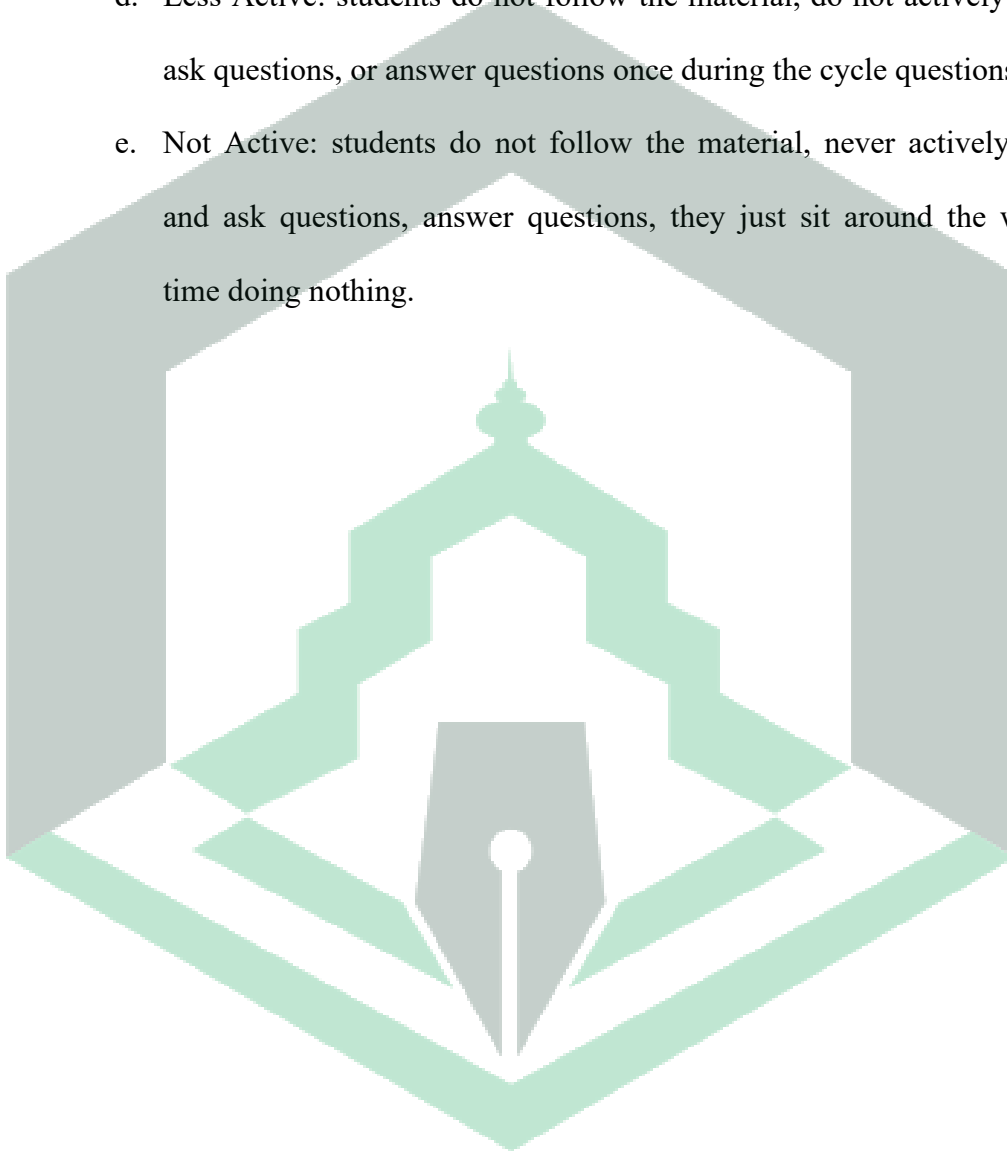 d. Less Active: students do not follow the material, do not actively
ask questions, or answer questions once during the cycle questions
e. Not Active: students do not follow the material, never actively
and ask questions, answer questions, they just sit around the
time doing nothing.